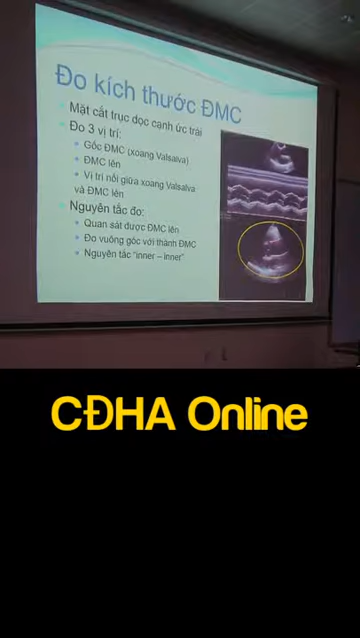 Đo kích thước ĐMC
Mặt cắt trục dọc cạnh ức trái
Đo 3 vị trí:
Gốc ĐMC (xoang Valsalva)
ĐMC lên
Vị trí nối giữa xoang Valsalva
và ĐMC lên
Nguyên tắc đo:
Quan sát được ĐMC lên
Đo vuông góc với thành ĐMC
Nguyên tắc "inner – inner"
CĐHA Online